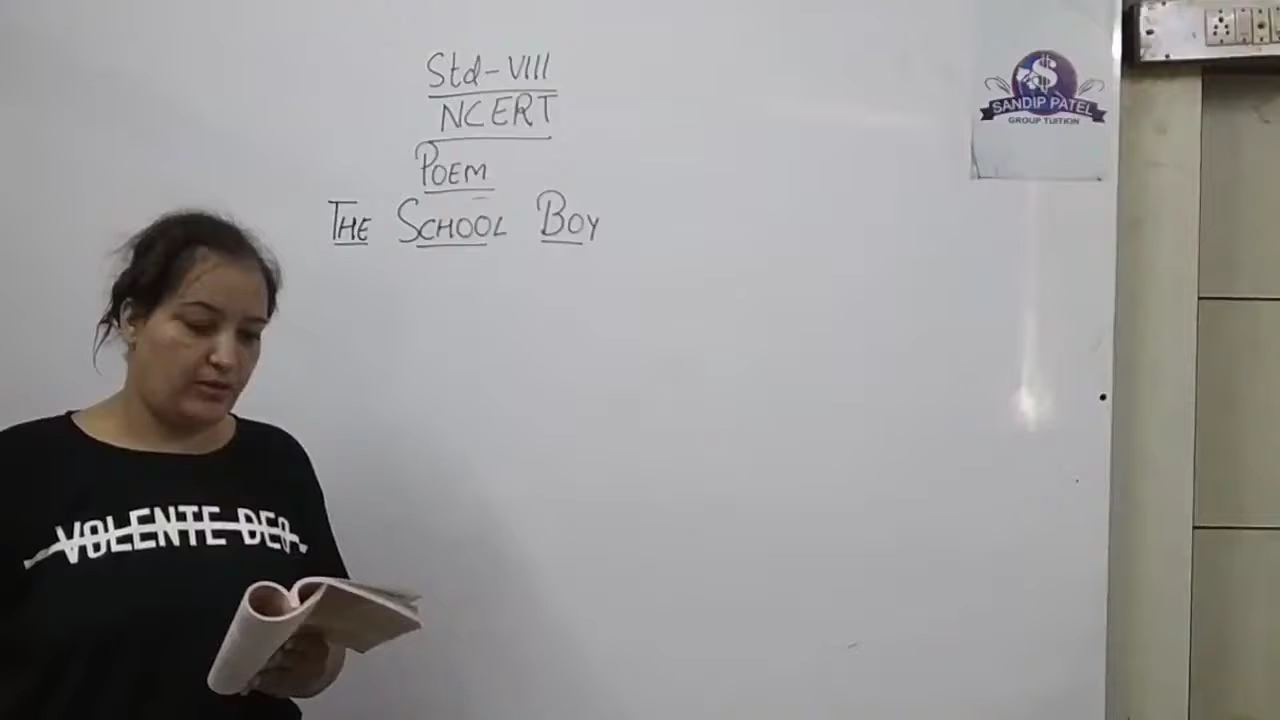 Std-VIII
NCERT
POEM
THE SCHOOL BOY
$
SANDIP PATEL
GROUP TUITION
VOLENTE DEO